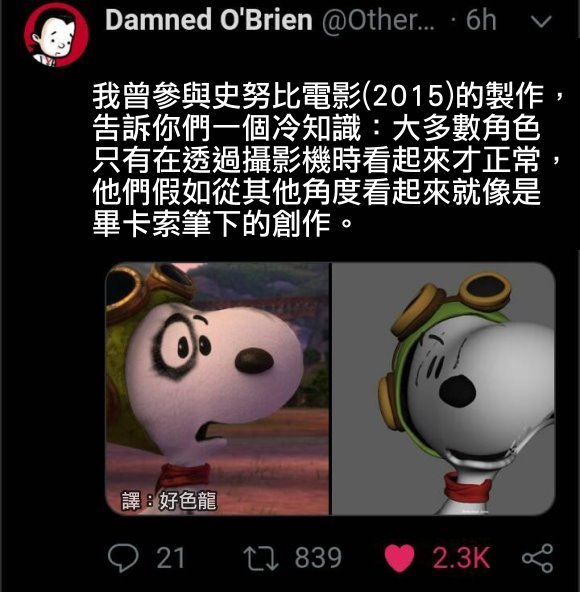 Damned O'Brien @Other... · 6h
我曾參與史努比電影(2015)的製作，
告訴你們一個冷知識：大多數角色
只有在透過攝影機時看起來才正常，
他們假如從其他角度看起來就像是
畢卡索筆下的創作。
譯：好色龍
21 839 2.3K